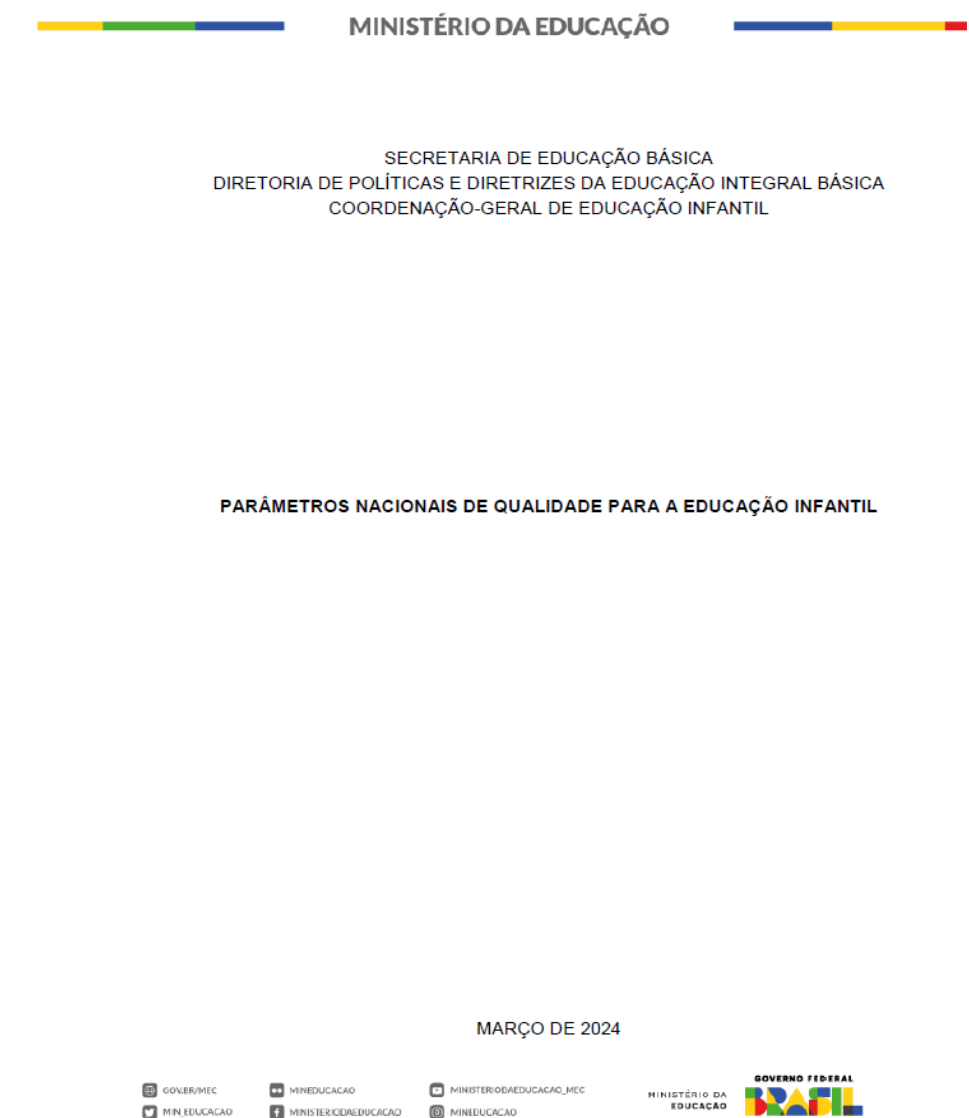 MINISTÉRIO DA EDUCAÇÃO
SECRETARIA DE EDUCAÇÃO BÁSICA
DIRETORIA DE POLÍTICAS E DIRETRIZES DA EDUCAÇÃO INTEGRAL BÁSICA
COORDENAÇÃO-GERAL DE EDUCAÇÃO INFANTIL
PARÂMETROS NACIONAIS DE QUALIDADE PARA A EDUCAÇÃO INFANTIL
MARÇO DE 2024
GOV.BR/MEC
MINEDUCACAO
MINISTERIODAEDUCACAO_MEC
MIN_EDUCACAO
MINISTERIODAEDUCACAO
MINEDUCACAO
MINISTÉRIO DA
EDUCAÇÃO
GOVERNO FEDERAL
BRASIL